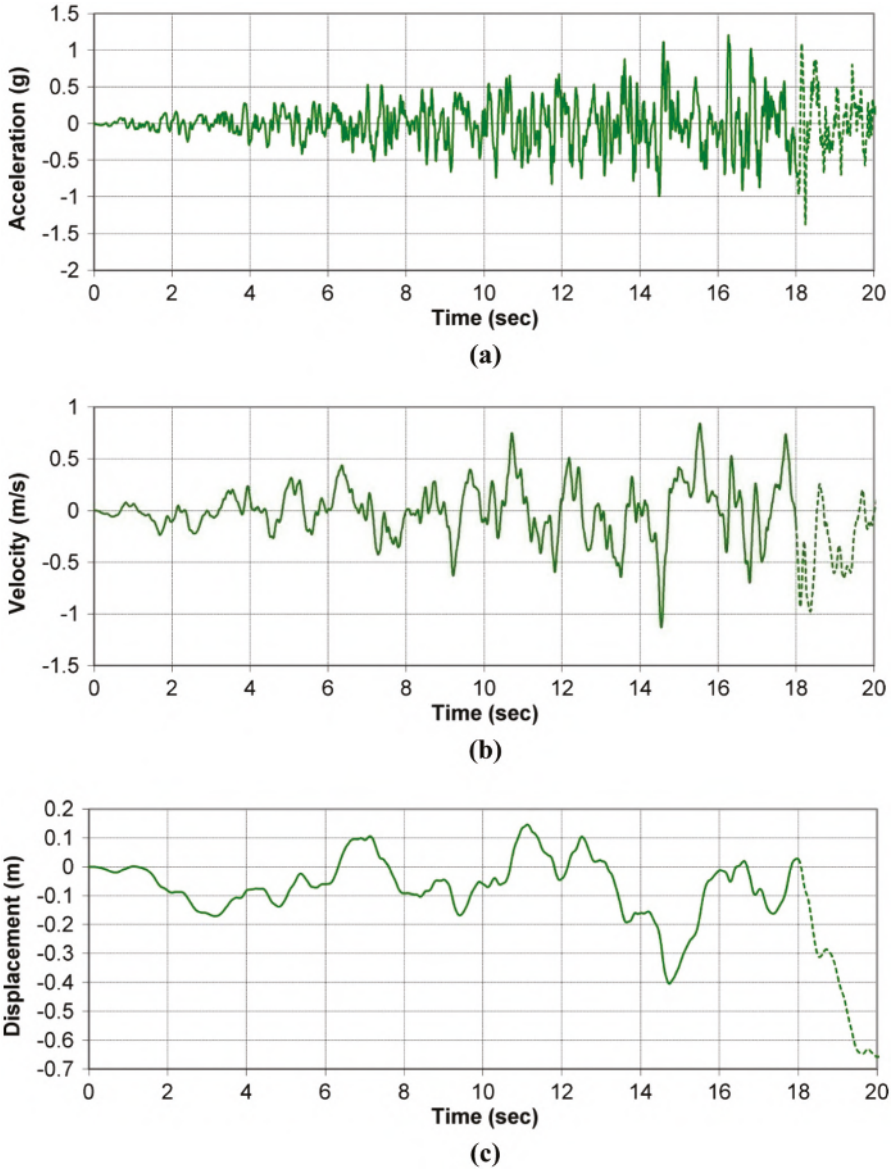 1.5
1
0.5
0
-0.5
-1
-1.5
-2
Acceleration (g)
0 2 4 6 8 10 12 14 16 18 20
Time (sec)
(a)
1
0.5
0
-0.5
-1
-1.5
Velocity (m/s)
0 2 4 6 8 10 12 14 16 18 20
Time (sec)
(b)
0.2
0.1
0
-0.1
-0.2
-0.3
-0.4
-0.5
-0.6
-0.7
Displacement (m)
0 2 4 6 8 10 12 14 16 18 20
Time (sec)
(c)